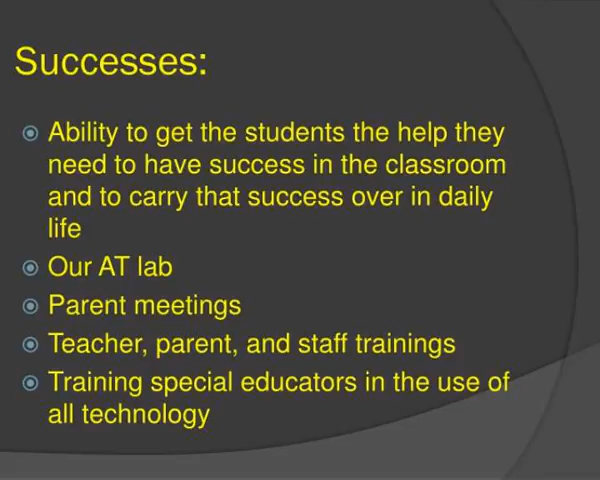 Successes:
Ability to get the students the help they
need to have success in the classroom
and to carry that success over in daily
life
Our AT lab
Parent meetings
Teacher, parent, and staff trainings
Training special educators in the use of
all technology